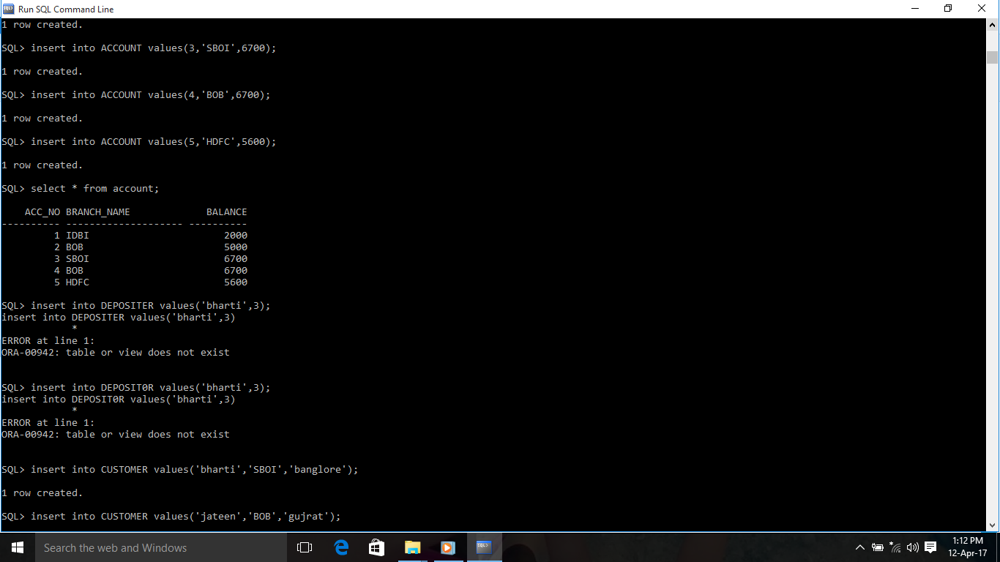 Run SQL Command Line
1 row created.
SQL> insert into ACCOUNT values(3,'SBOI',6700);
1 row created.
SQL> insert into ACCOUNT values(4,'BOB',6700);
1 row created.
SQL> insert into ACCOUNT values(5,'HDFC',5600);
1 row created.
SQL> select * from account;
ACC_NO BRANCH_NAME BALANCE
---------- -------------------- ----------
1 IDBI 2000
2 BOB 5000
3 SBOI 6700
4 BOB 6700
5 HDFC 5600
SQL> insert into DEPOSITER values('bharti',3);
insert into DEPOSITER values('bharti',3)
*
ERROR at line 1:
ORA-00942: table or view does not exist
SQL> insert into DEPOSIT0R values('bharti',3);
insert into DEPOSIT0R values('bharti',3)
*
ERROR at line 1:
ORA-00942: table or view does not exist
SQL> insert into CUSTOMER values('bharti','SBOI','banglore');
1 row created.
SQL> insert into CUSTOMER values('jateen','BOB','gujrat');
Search the web and Windows
1:12 PM
12-Apr-17